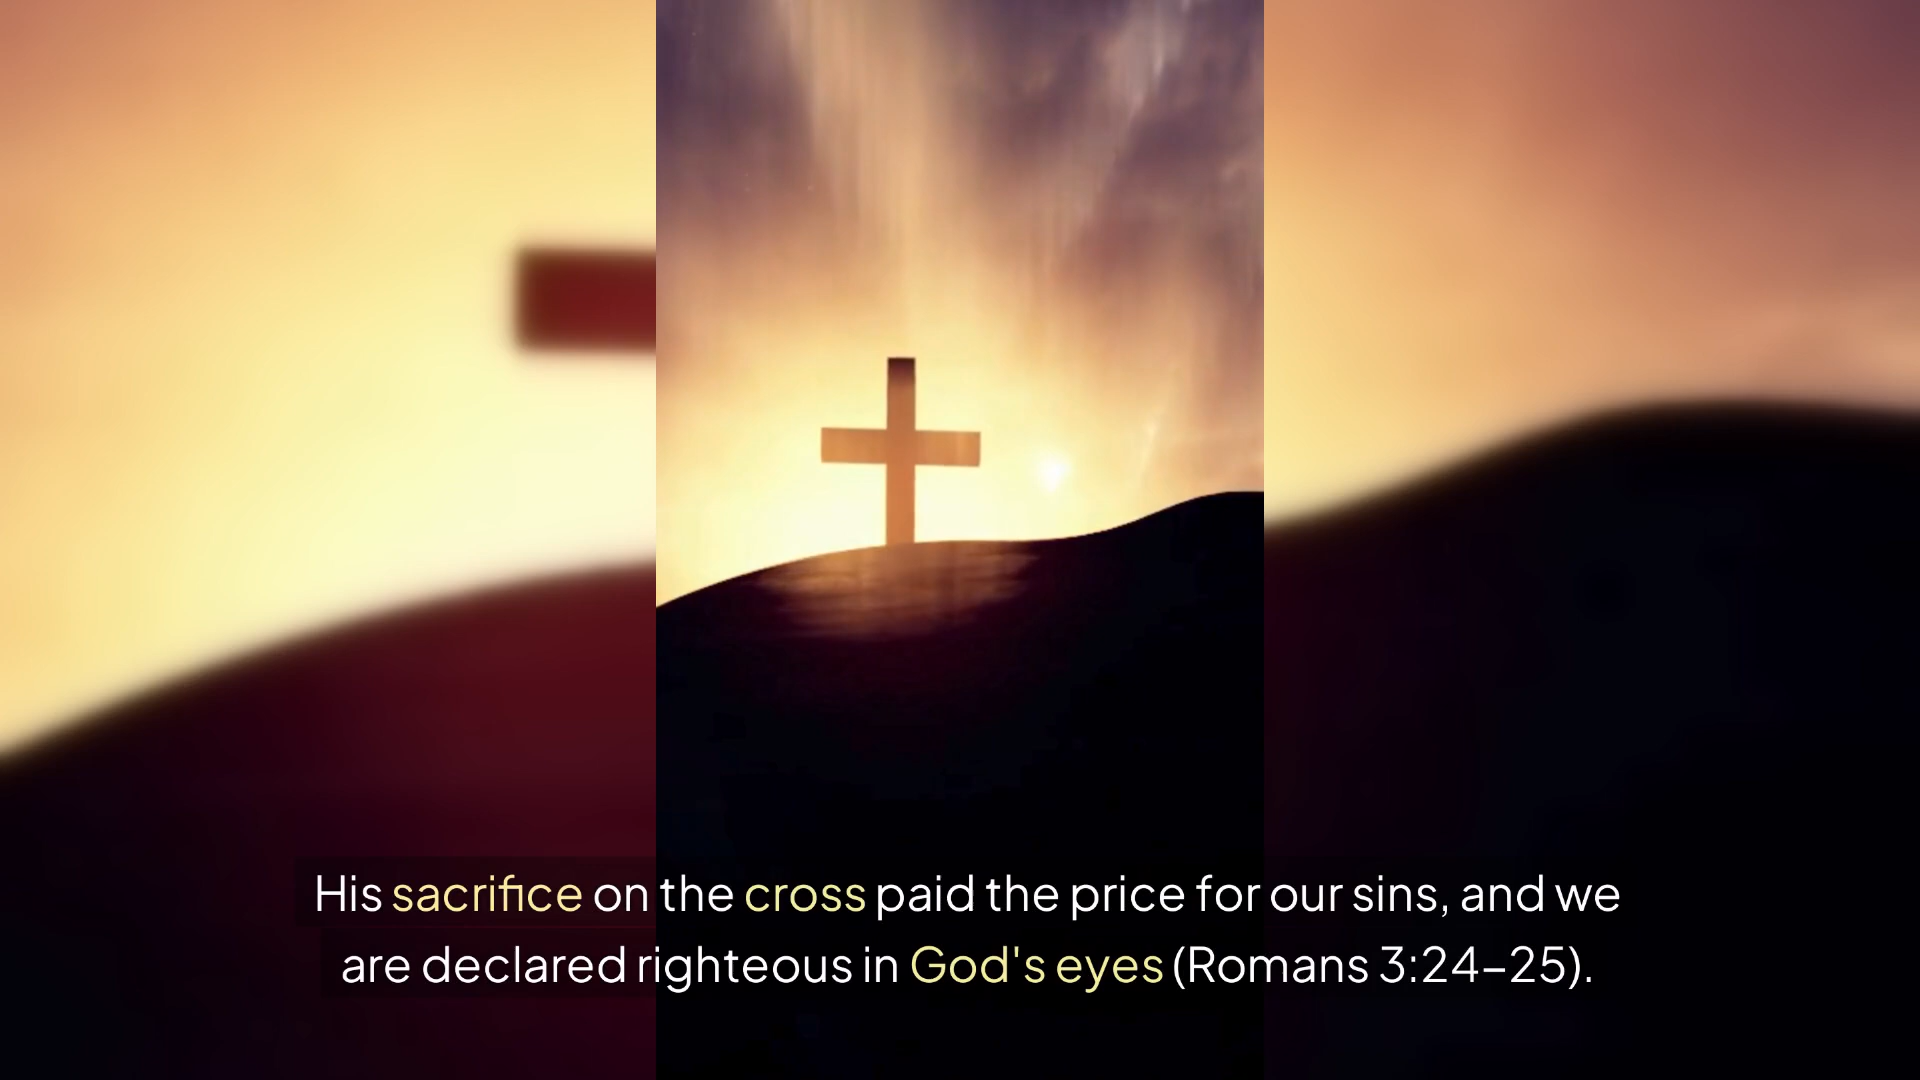 His sacrifice on the cross paid the price for our sins, and we
are declared righteous in God's eyes (Romans 3:24–25).